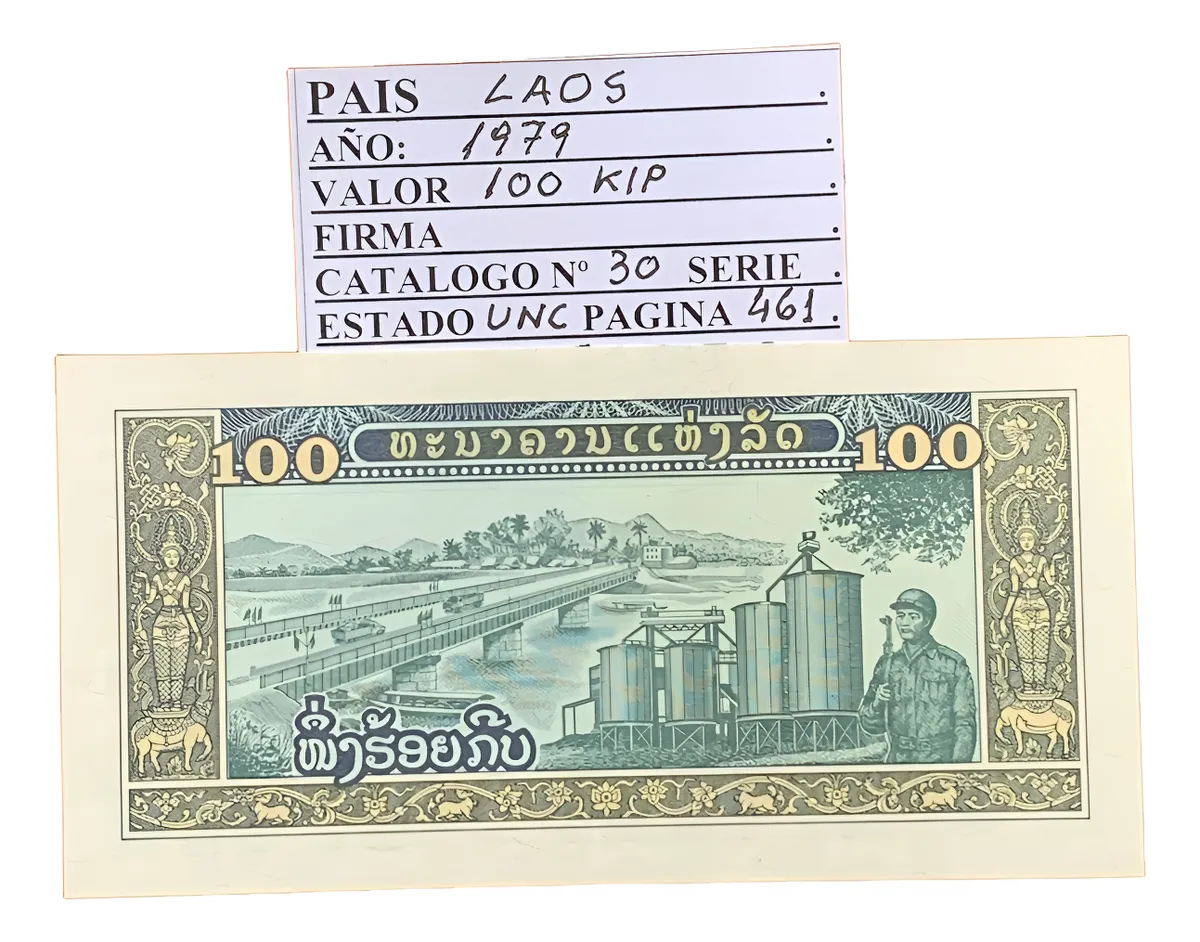 PAIS LAOS .
AÑO: 1979 .
VALOR 100 KIP .
FIRMA .
CATALOGO Nº 30 SERIE .
ESTADO UNC PAGINA 461 .
100 ທະນາຄານແຫ່ງລັດ 100
ໜຶ່ງຮ້ອຍກີບ